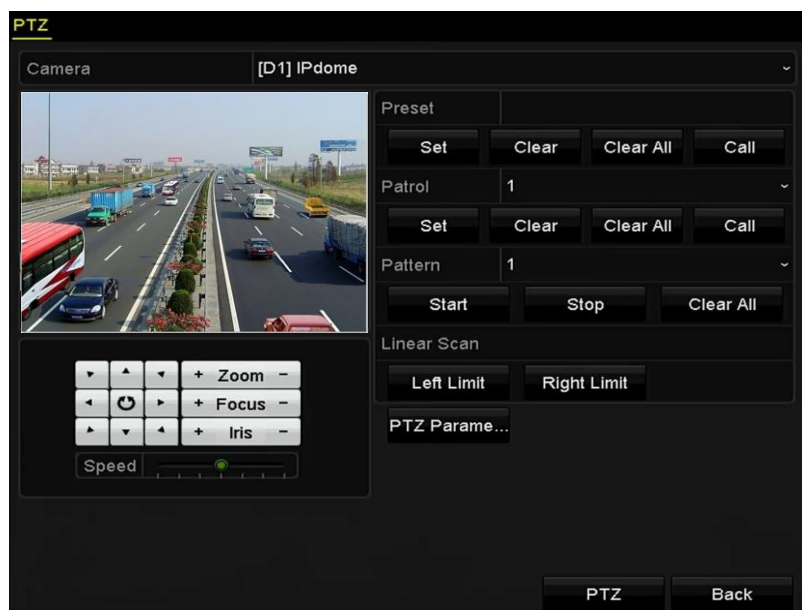 PTZ
Camera [D1] IPdome
Preset
Set Clear Clear All Call
Patrol 1
Set Clear Clear All Call
Pattern 1
Start Stop Clear All
Linear Scan
Left Limit Right Limit
PTZ Parame...
+ Zoom -
+ Focus -
+ Iris -
Speed
PTZ Back